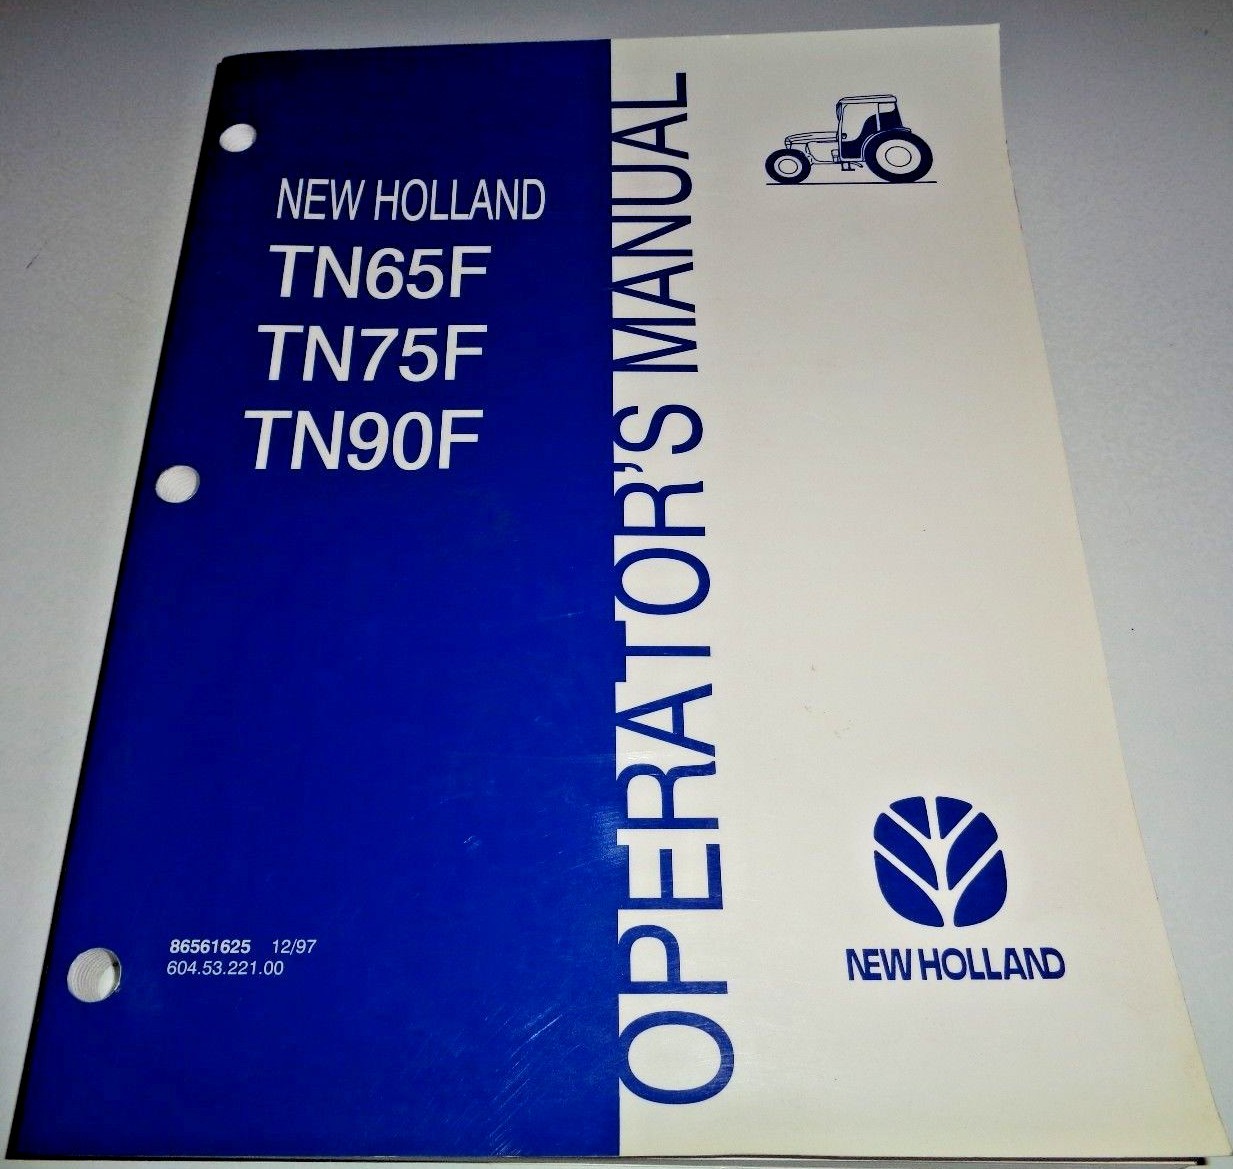 NEW HOLLAND
TN65F
TN75F
TN90F
86561625 12/97
604.53.221.00
OPERATOR'S MANUAL
NEW HOLLAND